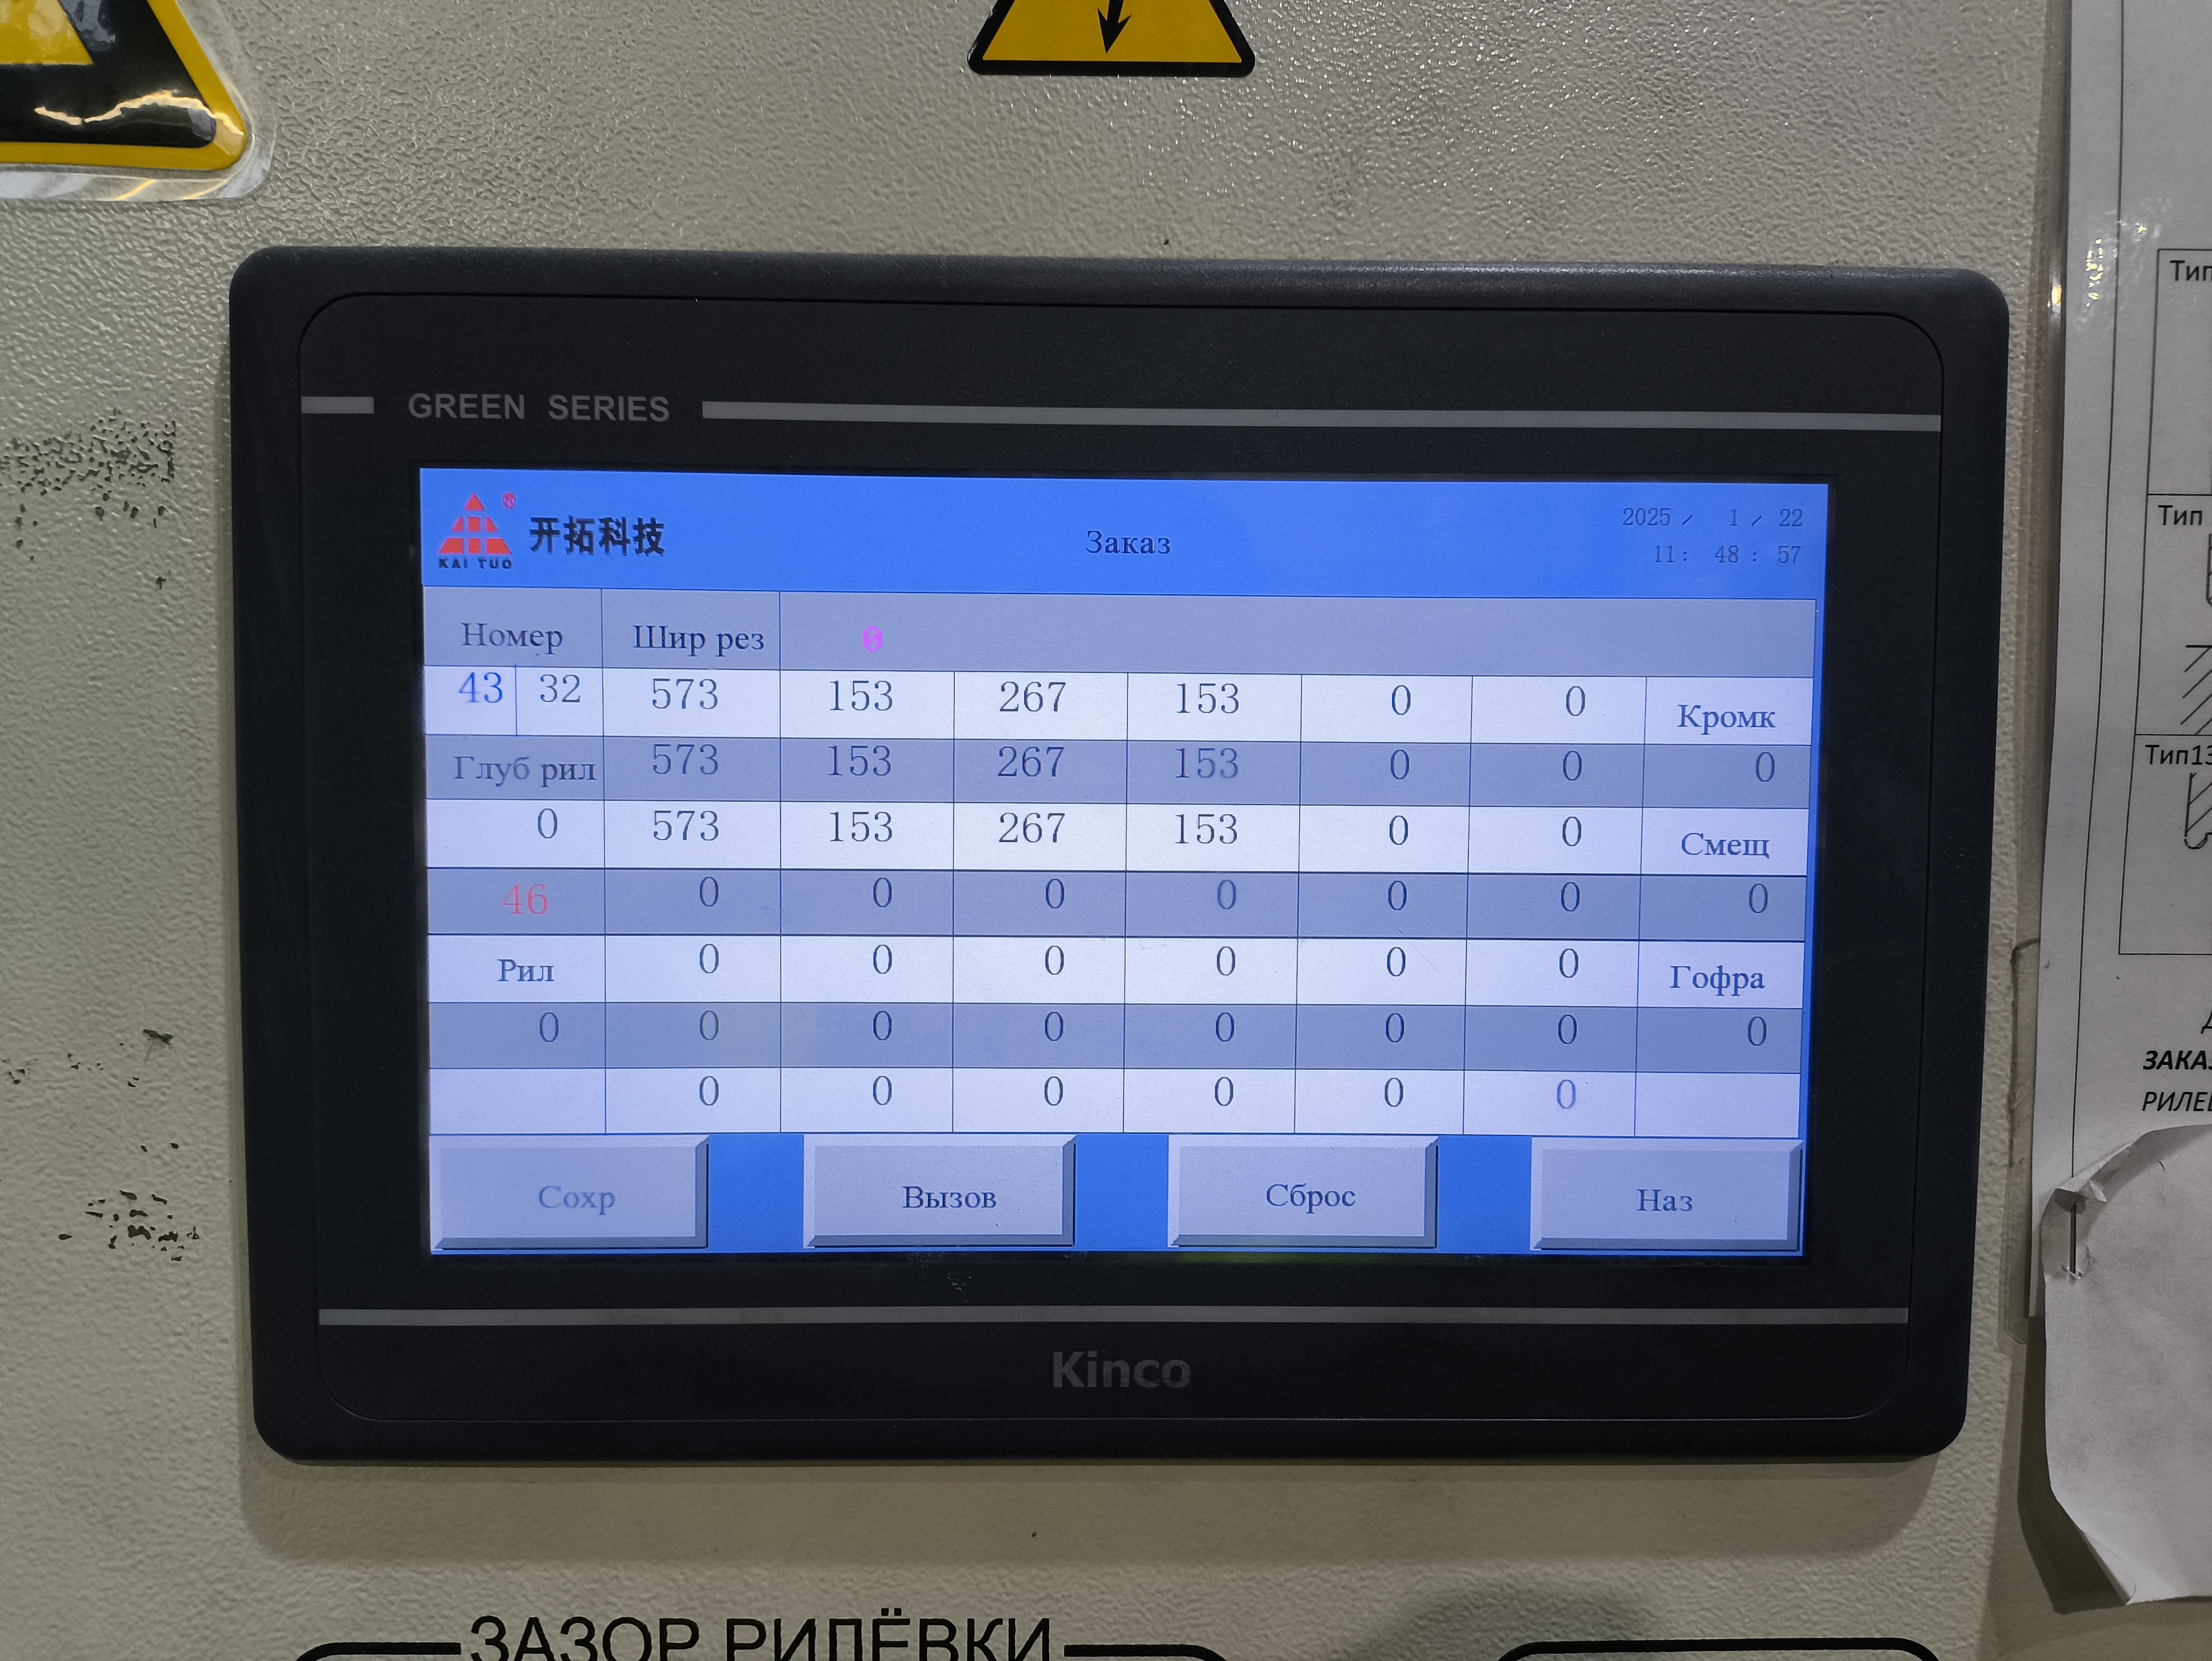 GREEN SERIES
开拓科技
KAI TUO
Заказ
2025 / 1 / 22
11: 48 : 57
Номер Шир рез
43 32 573 153 267 153 0 0 Кромк
Глуб рил 573 153 267 153 0 0 0
0 573 153 267 153 0 0 Смещ
46 0 0 0 0 0 0 0
Рил 0 0 0 0 0 0 Гофра
0 0 0 0 0 0 0 0
0 0 0 0 0 0
Сохр Вызов Сброс Наз
Kinco
ЗАЗОР РИЛЁВКИ
Тип
Тип
Тип13